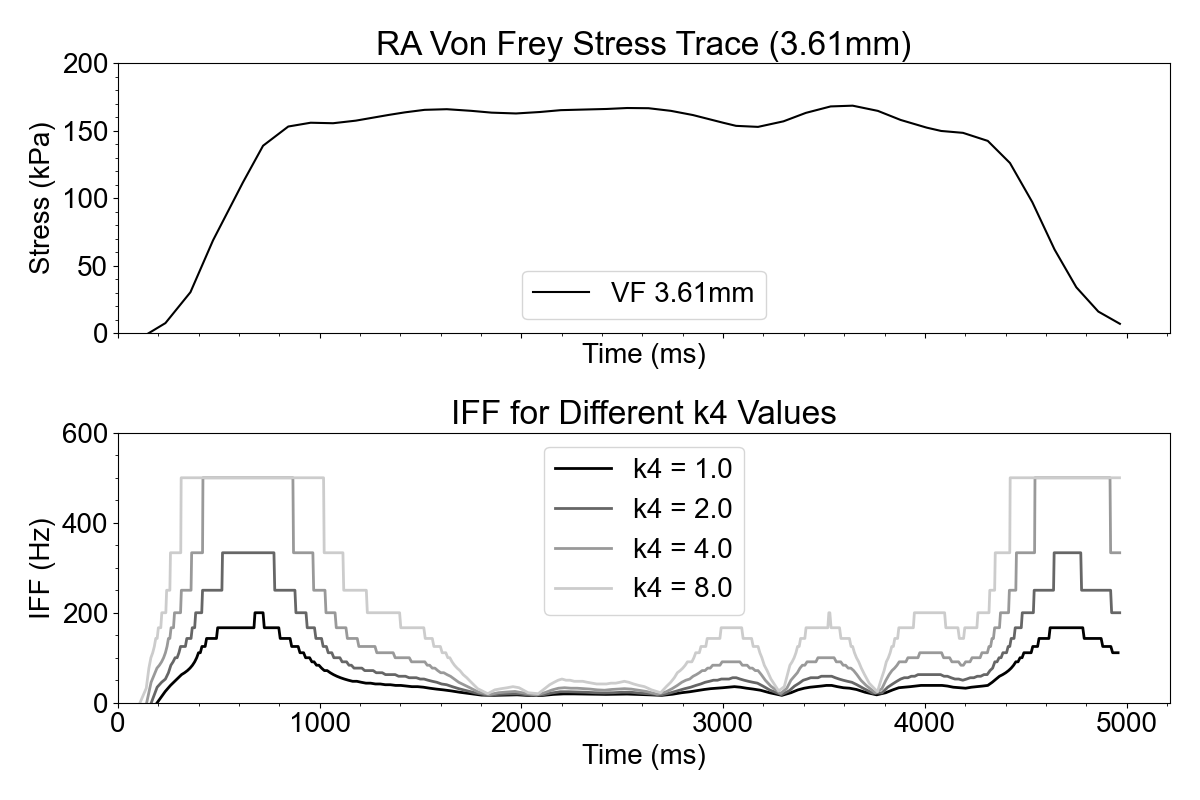 RA Von Frey Stress Trace (3.61mm)
200
150
100
50
0
Stress (kPa)
VF 3.61mm
Time (ms)
IFF for Different k4 Values
600
400
200
0
IFF (Hz)
k4 = 1.0
k4 = 2.0
k4 = 4.0
k4 = 8.0
0 1000 2000 3000 4000 5000
Time (ms)